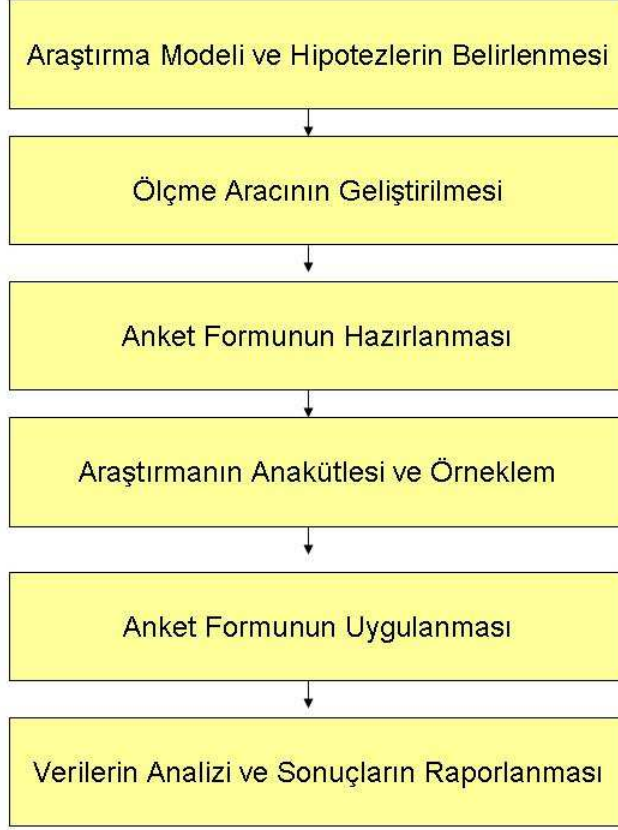 Araştırma Modeli ve Hipotezlerin Belirlenmesi
Ölçme Aracının Geliştirilmesi
Anket Formunun Hazırlanması
Araştırmanın Anakütlesi ve Örneklem
Anket Formunun Uygulanması
Verilerin Analizi ve Sonuçların Raporlanması